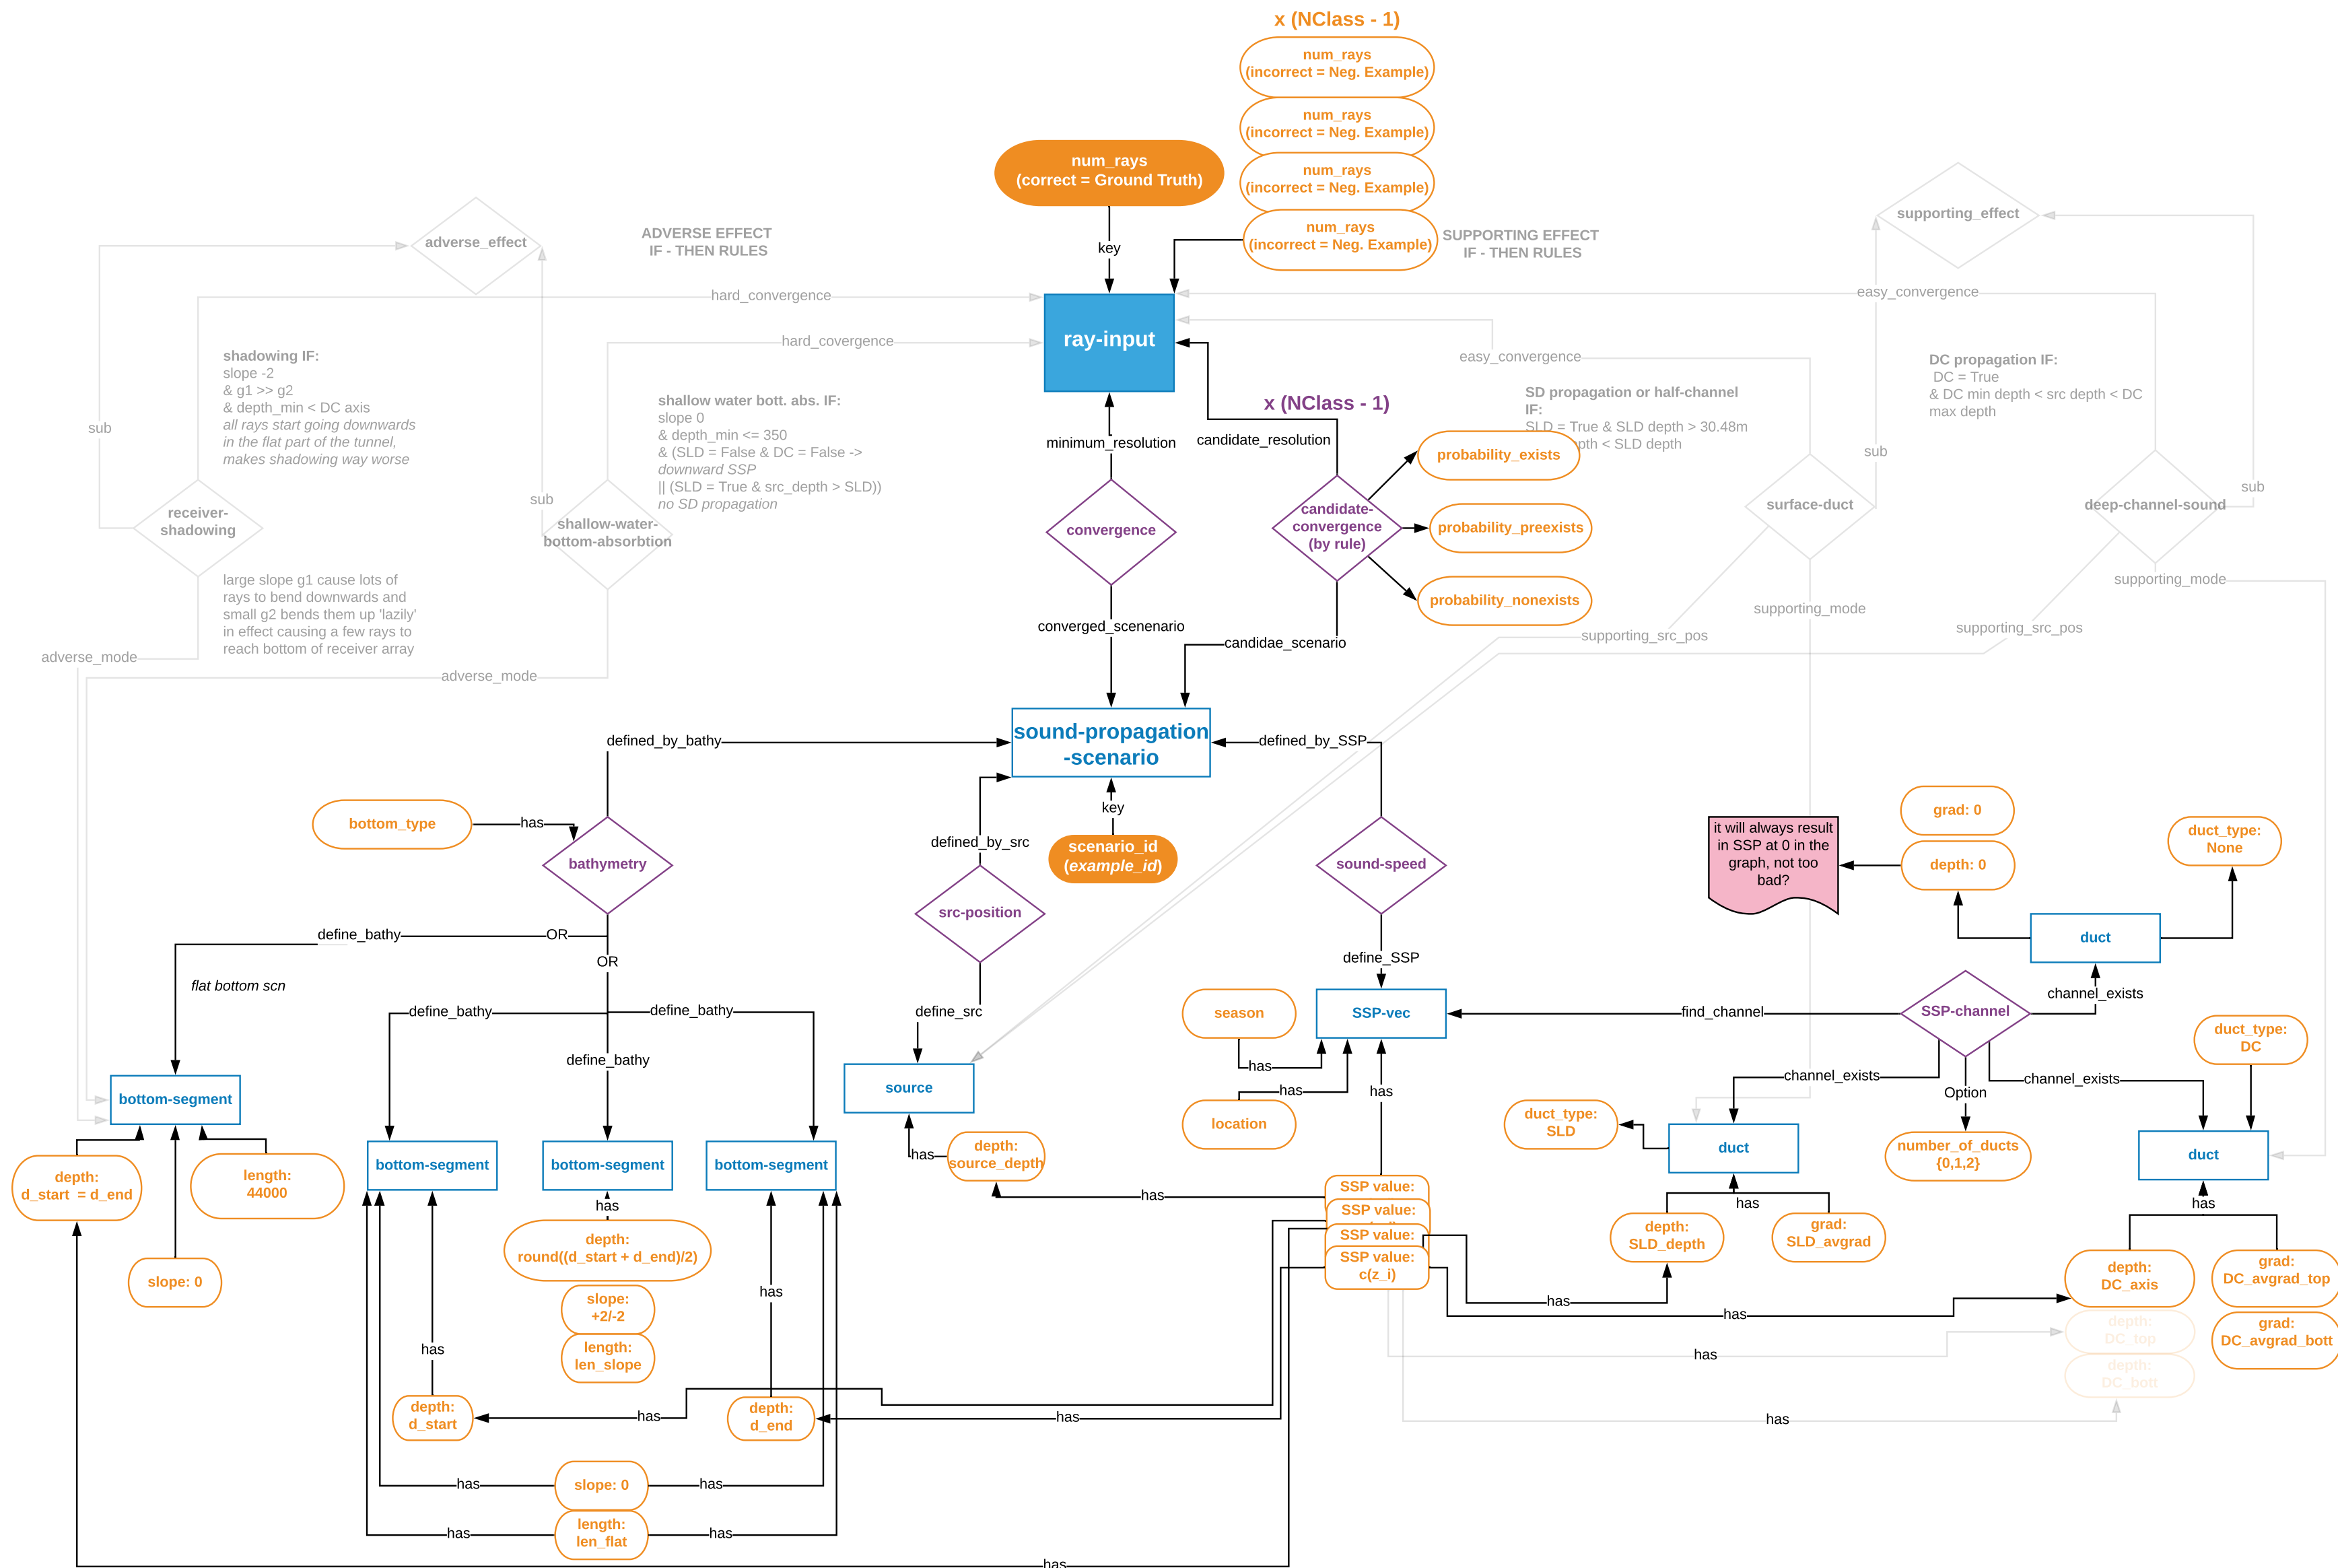 x (NClass - 1)
num_rays
(incorrect = Neg. Example)
num_rays
(incorrect = Neg. Example)
num_rays
(incorrect = Neg. Example)
num_rays
(incorrect = Neg. Example)
num_rays
(correct = Ground Truth)
key
adverse_effect
ADVERSE EFFECT
IF - THEN RULES
SUPPORTING EFFECT
IF - THEN RULES
supporting_effect
hard_convergence
hard_covergence
easy_convergence
easy_convergence
ray-input
shadowing IF:
slope -2
& g1 >> g2
& depth_min < DC axis
all rays start going downwards
in the flat part of the tunnel,
makes shadowing way worse
sub
shallow water bott. abs. IF:
slope 0
& depth_min <= 350
& (SLD = False & DC = False ->
downward SSP
|| (SLD = True & src_depth > SLD))
no SD propagation
sub
minimum_resolution
x (NClass - 1)
candidate_resolution
SD propagation or half-channel
IF:
SLD = True & SLD depth > 30.48m
pth < SLD depth
DC propagation IF:
DC = True
& DC min depth < src depth < DC
max depth
sub
sub
receiver-
shadowing
shallow-water-
bottom-absorbtion
convergence
candidate-
convergence
(by rule)
probability_exists
probability_preexists
probability_nonexists
surface-duct
deep-channel-sound
large slope g1 cause lots of
rays to bend downwards and
small g2 bends them up 'lazily'
in effect causing a few rays to
reach bottom of receiver array
adverse_mode
adverse_mode
converged_scenenario
candidae_scenario
supporting_src_pos
supporting_mode
supporting_src_pos
supporting_mode
sound-propagation
-scenario
defined_by_bathy
defined_by_SSP
defined_by_src
key
scenario_id
(example_id)
bottom_type
has
bathymetry
src-position
sound-speed
it will always result
in SSP at 0 in the
graph, not too
bad?
grad: 0
depth: 0
duct_type:
None
duct
define_bathy
OR
OR
flat bottom scn
define_bathy
define_bathy
define_bathy
define_src
define_SSP
season
has
SSP-vec
find_channel
SSP-channel
channel_exists
duct_type:
DC
bottom-segment
source
has
location
has
channel_exists
Option
channel_exists
duct_type:
SLD
duct
number_of_ducts
{0,1,2}
duct
depth:
d_start = d_end
length:
44000
slope: 0
bottom-segment
bottom-segment
bottom-segment
has
depth:
source_depth
has
has
depth:
round((d_start + d_end)/2)
slope:
+2/-2
length:
len_slope
SSP value:
SSP value:
SSP value:
SSP value:
c(z_i)
has
depth:
SLD_depth
grad:
SLD_avgrad
has
depth:
DC_axis
grad:
DC_avgrad_top
depth:
DC_top
grad:
DC_avgrad_bott
depth:
DC_bott
has
has
has
has
has
has
depth:
d_start
has
depth:
d_end
has
has
slope: 0
has
has
length:
len_flat
has
has